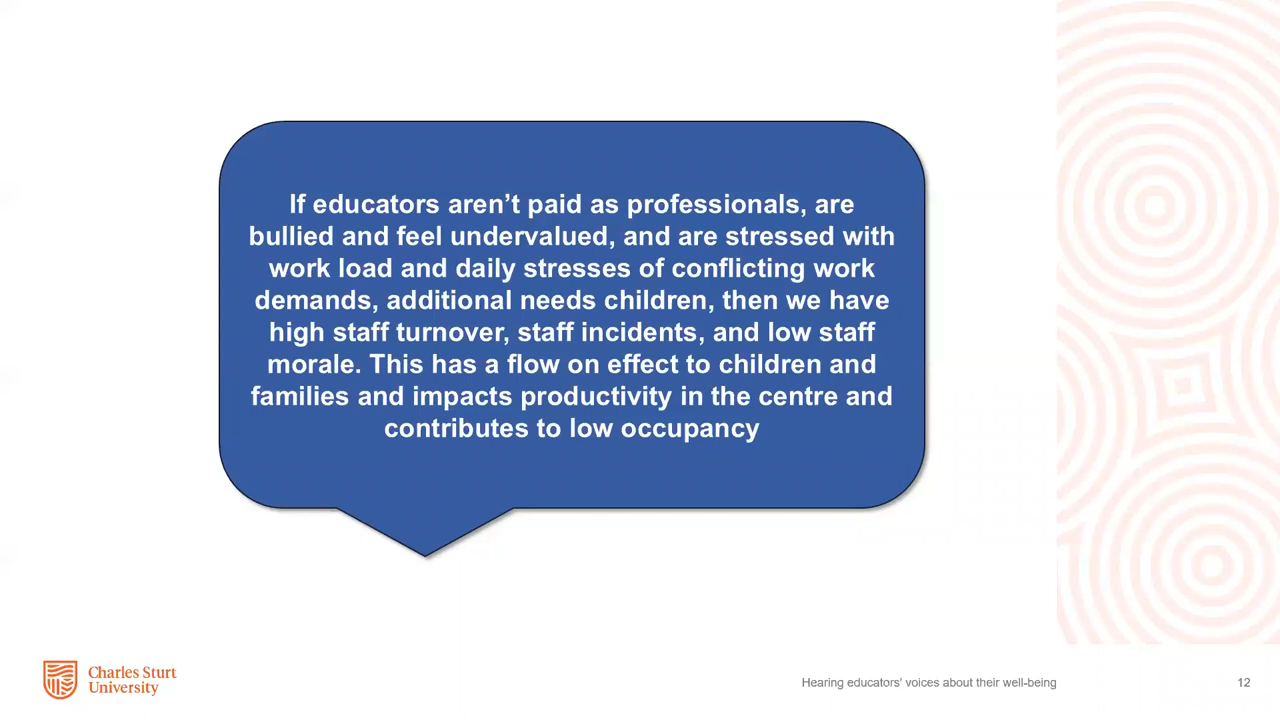 If educators aren’t paid as professionals, are
bullied and feel undervalued, and are stressed with
work load and daily stresses of conflicting work
demands, additional needs children, then we have
high staff turnover, staff incidents, and low staff
morale. This has a flow on effect to children and
families and impacts productivity in the centre and
contributes to low occupancy
Charles Sturt
University
Hearing educators' voices about their well-being
12